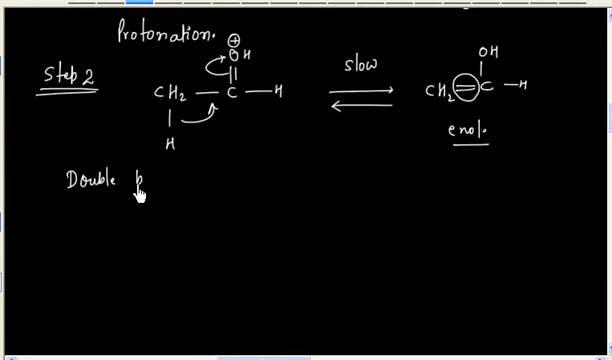 Protonation.
Step 2
⊕
OH
CH2 — C — H
H
slow
OH
CH2 = C — H
enol.
Double b